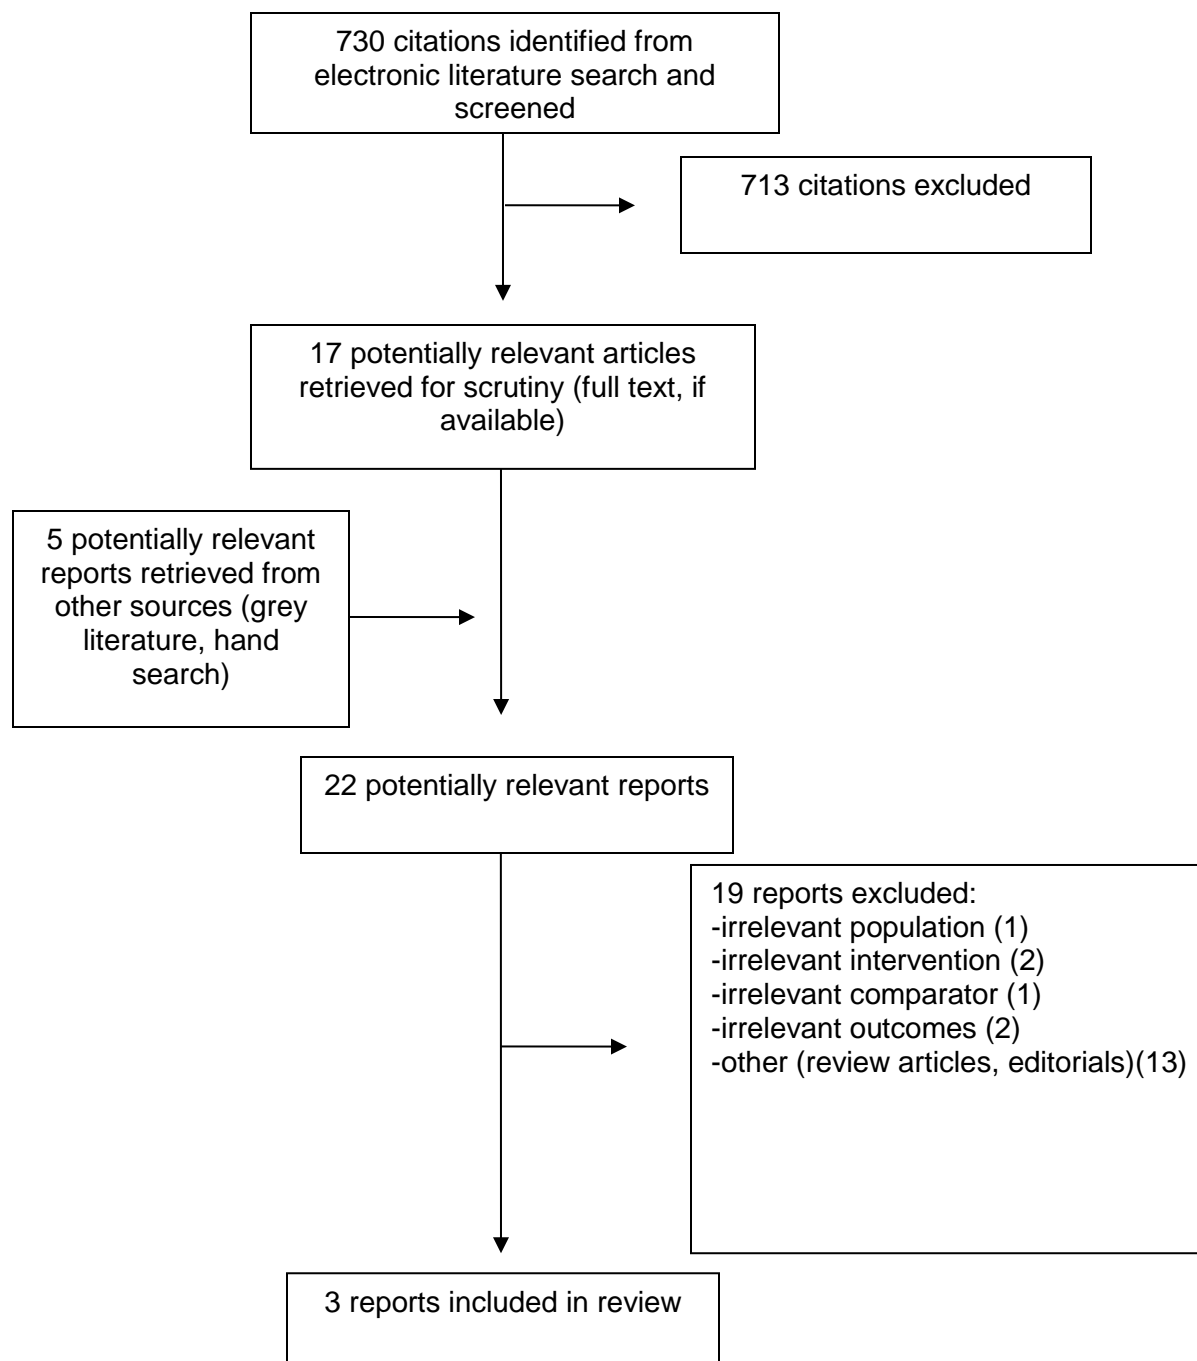 730 citations identified from
electronic literature search and
screened
713 citations excluded
17 potentially relevant articles
retrieved for scrutiny (full text, if
available)
5 potentially relevant
reports retrieved from
other sources (grey
literature, hand
search)
22 potentially relevant reports
19 reports excluded:
-irrelevant population (1)
-irrelevant intervention (2)
-irrelevant comparator (1)
-irrelevant outcomes (2)
-other (review articles, editorials)(13)
3 reports included in review